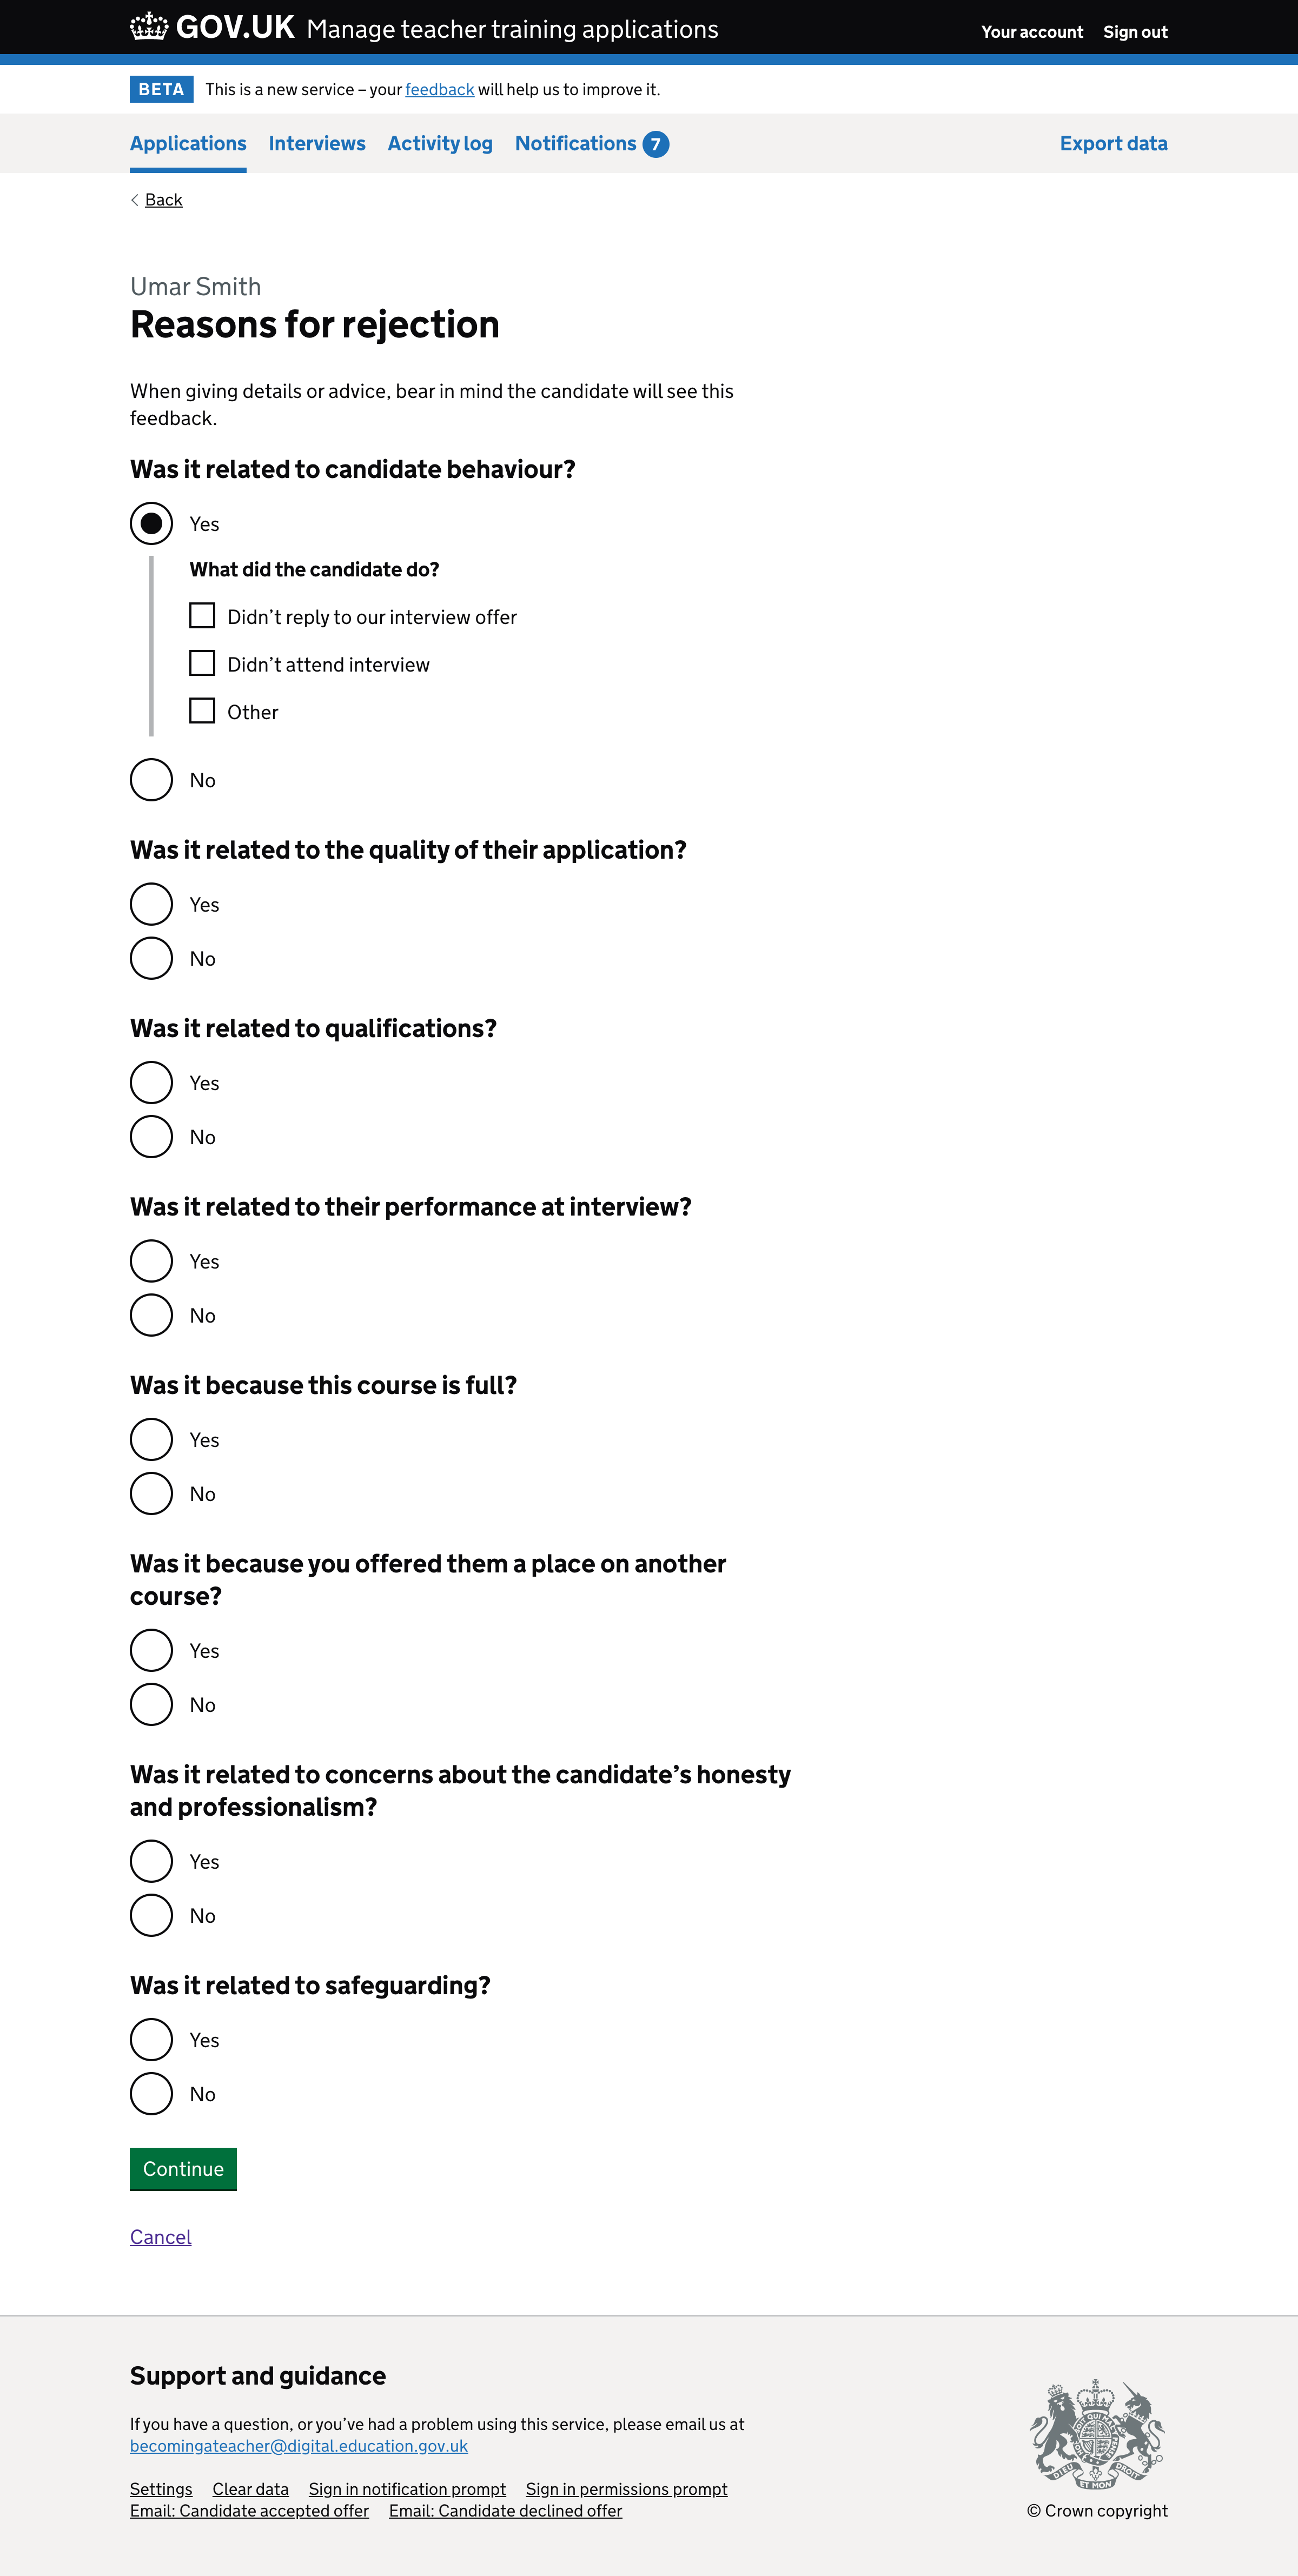 GOV.UK Manage teacher training applications
Your account Sign out
BETA This is a new service – your feedback will help us to improve it.
Applications Interviews Activity log Notifications 7 Export data
Back
Umar Smith
Reasons for rejection
When giving details or advice, bear in mind the candidate will see this
feedback.
Was it related to candidate behaviour?
Yes
What did the candidate do?
Didn’t reply to our interview offer
Didn’t attend interview
Other
No
Was it related to the quality of their application?
Yes
No
Was it related to qualifications?
Yes
No
Was it related to their performance at interview?
Yes
No
Was it because this course is full?
Yes
No
Was it because you offered them a place on another
course?
Yes
No
Was it related to concerns about the candidate’s honesty
and professionalism?
Yes
No
Was it related to safeguarding?
Yes
No
Continue
Cancel
Support and guidance
If you have a question, or you’ve had a problem using this service, please email us at
becomingateacher@digital.education.gov.uk
Settings Clear data Sign in notification prompt Sign in permissions prompt
Email: Candidate accepted offer Email: Candidate declined offer
DIEU ET MON DROIT
© Crown copyright